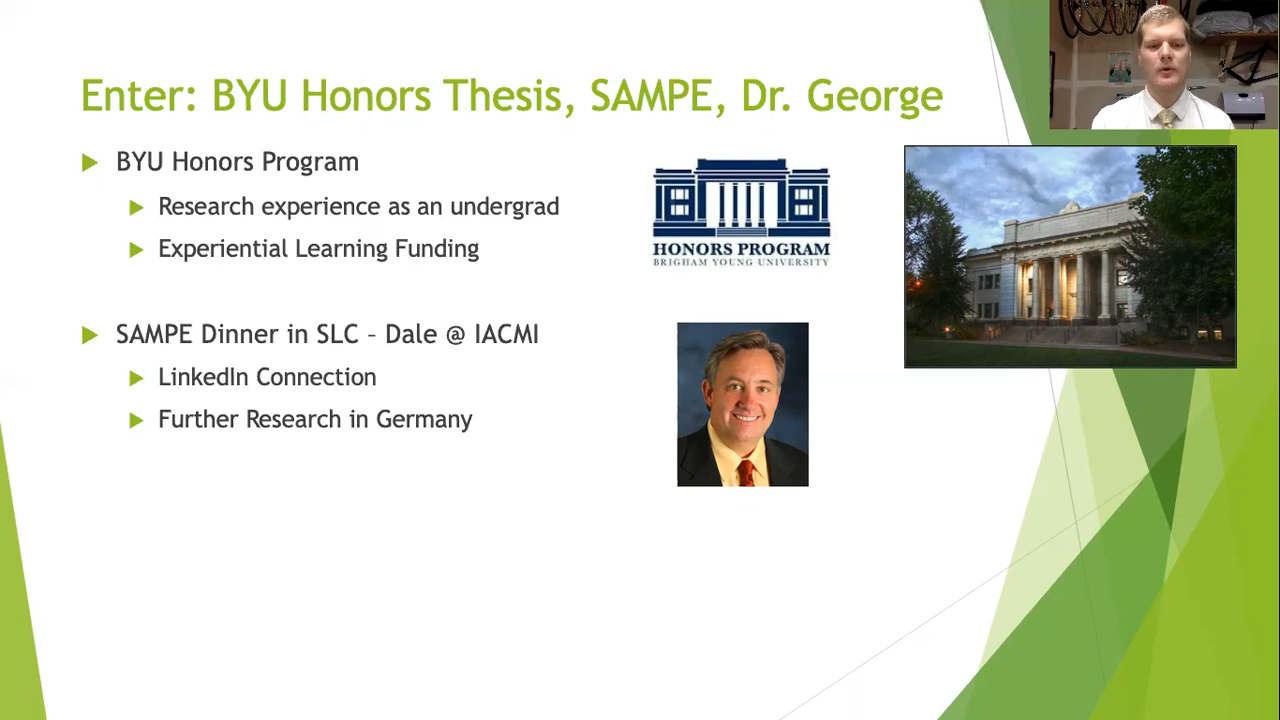 Enter: BYU Honors Thesis, SAMPE, Dr. George
BYU Honors Program
Research experience as an undergrad
Experiential Learning Funding
HONORS PROGRAM
BRIGHAM YOUNG UNIVERSITY
SAMPE Dinner in SLC – Dale @ IACMI
LinkedIn Connection
Further Research in Germany